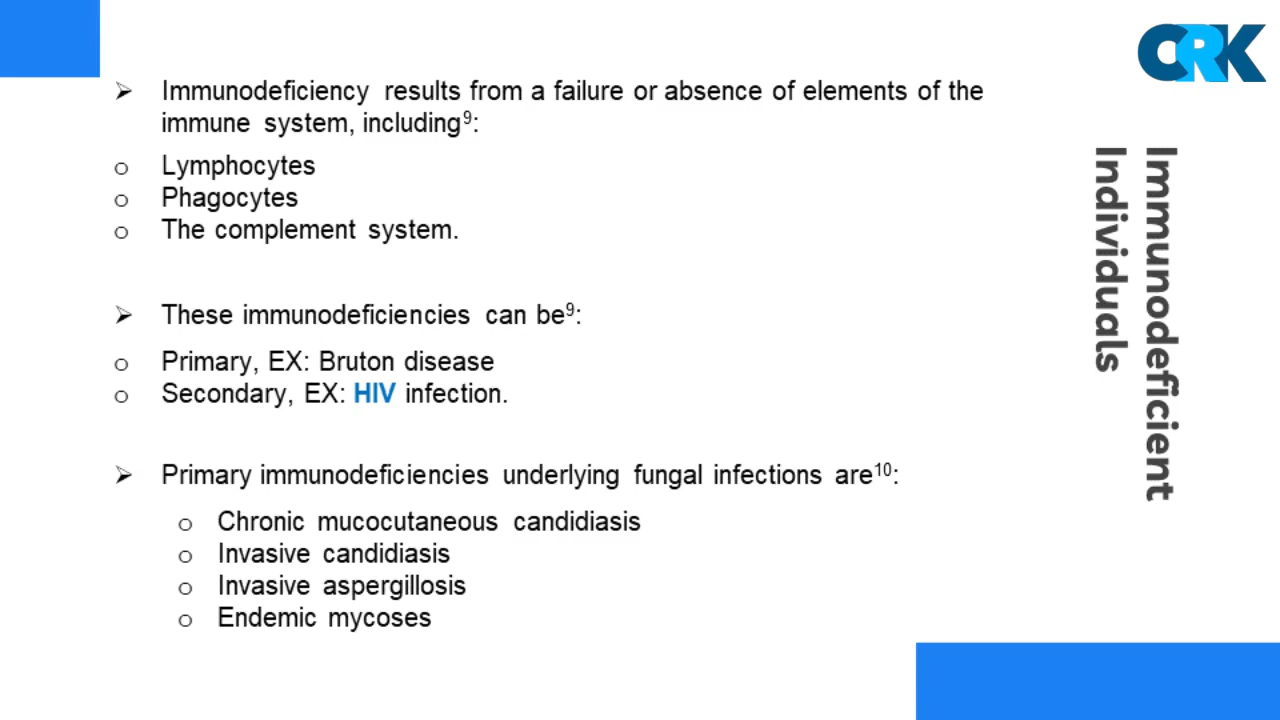 CRK
➢ Immunodeficiency results from a failure or absence of elements of the
immune system, including⁹:
o Lymphocytes
o Phagocytes
o The complement system.
➢ These immunodeficiencies can be⁹:
o Primary, EX: Bruton disease
o Secondary, EX: HIV infection.
➢ Primary immunodeficiencies underlying fungal infections are¹⁰:
o Chronic mucocutaneous candidiasis
o Invasive candidiasis
o Invasive aspergillosis
o Endemic mycoses
Immunodeficient
Individuals